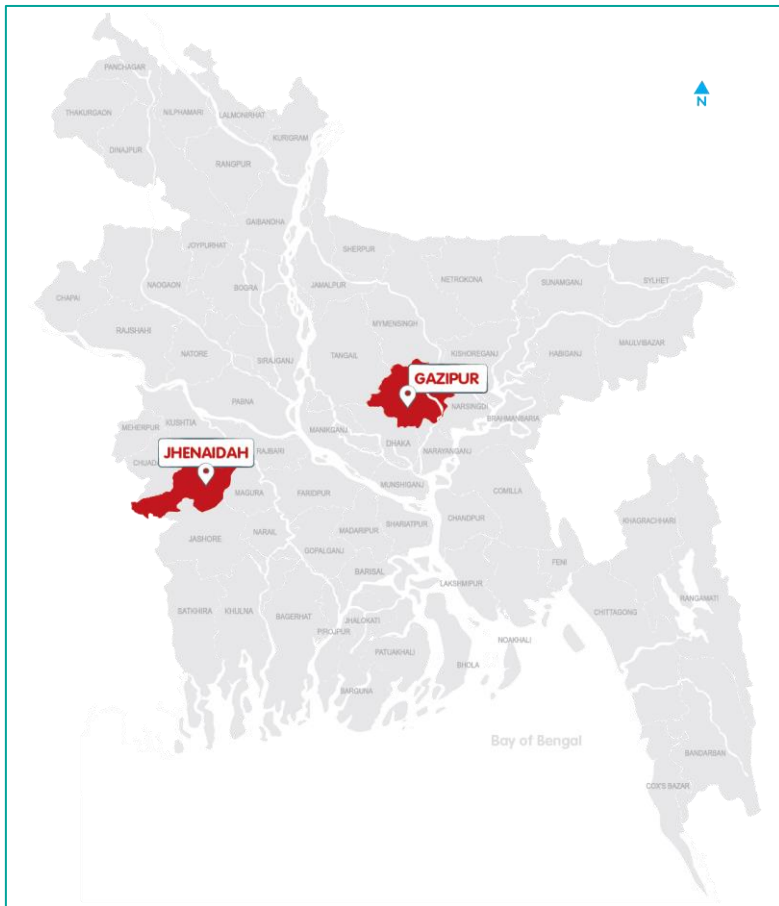 PANCHAGAR
THAKURGAON
NILPHAMARI
LALMONIRHAT
KURIGRAM
DINAJPUR
RANGPUR
GAIBANDHA
JOYPURHAT
SHERPUR
NAOGAON
BOGRA
JAMALPUR
NETROKONA
SUNAMGANJ
SYLHET
CHAPAI
RAJSHAHI
MYMENSINGH
NATORE
SIRAJGANJ
TANGAIL
KISHOREGANJ
HABIGANJ
MAULVIBAZAR
GAZIPUR
PABNA
NARSINGDI
MEHERPUR
KUSHTIA
BRAHMANBARIA
MANIKGANJ
DHAKA
NARAYANGANJ
JHENAIDAH
CHUAD
RAJBARI
MUNSHIGANJ
MAGURA
FARIDPUR
COMILLA
KHAGRACHHARI
JASHORE
NARAIL
MADARIPUR
SHARIATPUR
CHANDPUR
GOPALGANJ
BARISAL
LAKSHMIPUR
FENI
RANGAMATI
SATKHIRA
KHULNA
BAGERHAT
JHALOKATI
PIROJPUR
CHITTAGONG
NOAKHALI
PATUAKHALI
BHOLA
BARGUNA
Bay of Bengal
BANDARBAN
COX'S BAZAR
N